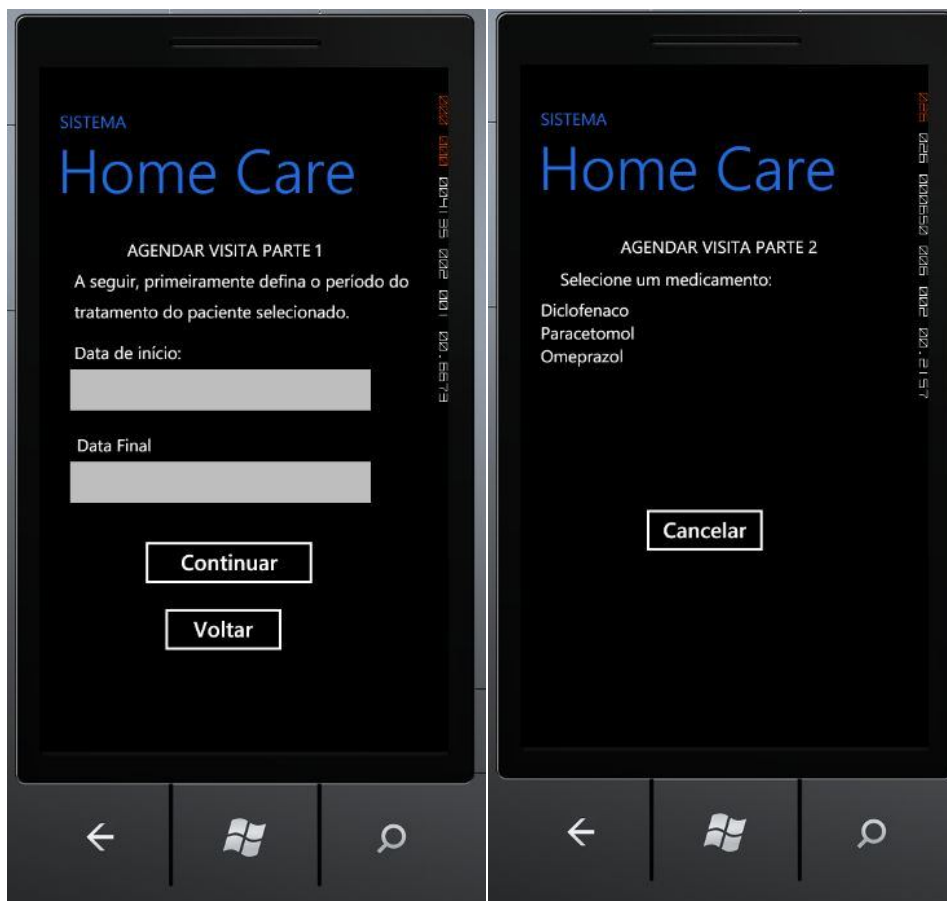 SISTEMA
Home Care
AGENDAR VISITA PARTE 1
A seguir, primeiramente defina o período do
tratamento do paciente selecionado.
Data de início:
Data Final
Continuar
Voltar
SISTEMA
Home Care
AGENDAR VISITA PARTE 2
Selecione um medicamento:
Diclofenaco
Paracetomol
Omeprazol
Cancelar